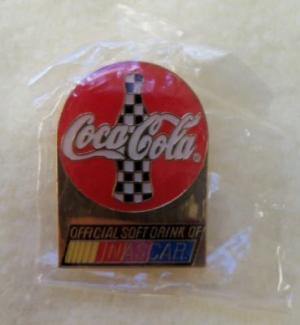 Coca-Cola®
OFFICIAL SOFT DRINK OF
NASCAR